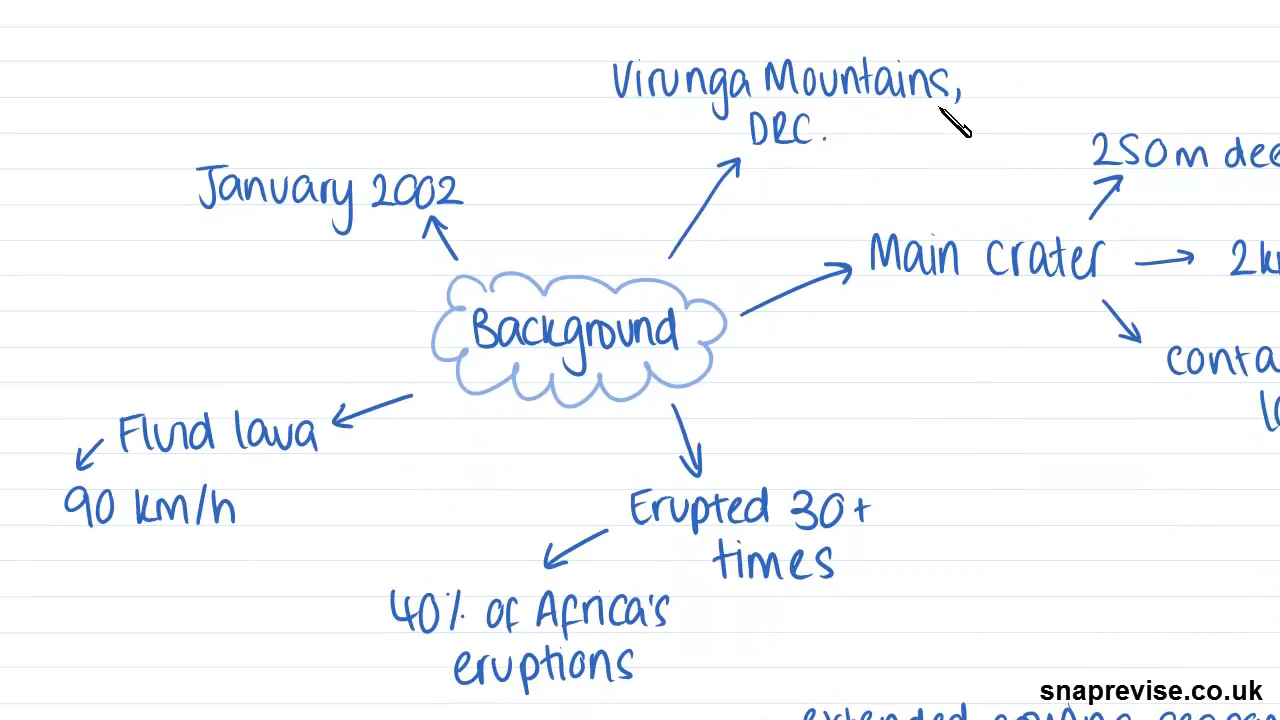 Virunga Mountains,
DRC.
January 2002
250m
Main crater
Background
Fluid lava
90 km/h
Erupted 30+
times
40% of Africa's
eruptions
snaprevise.co.uk
extended